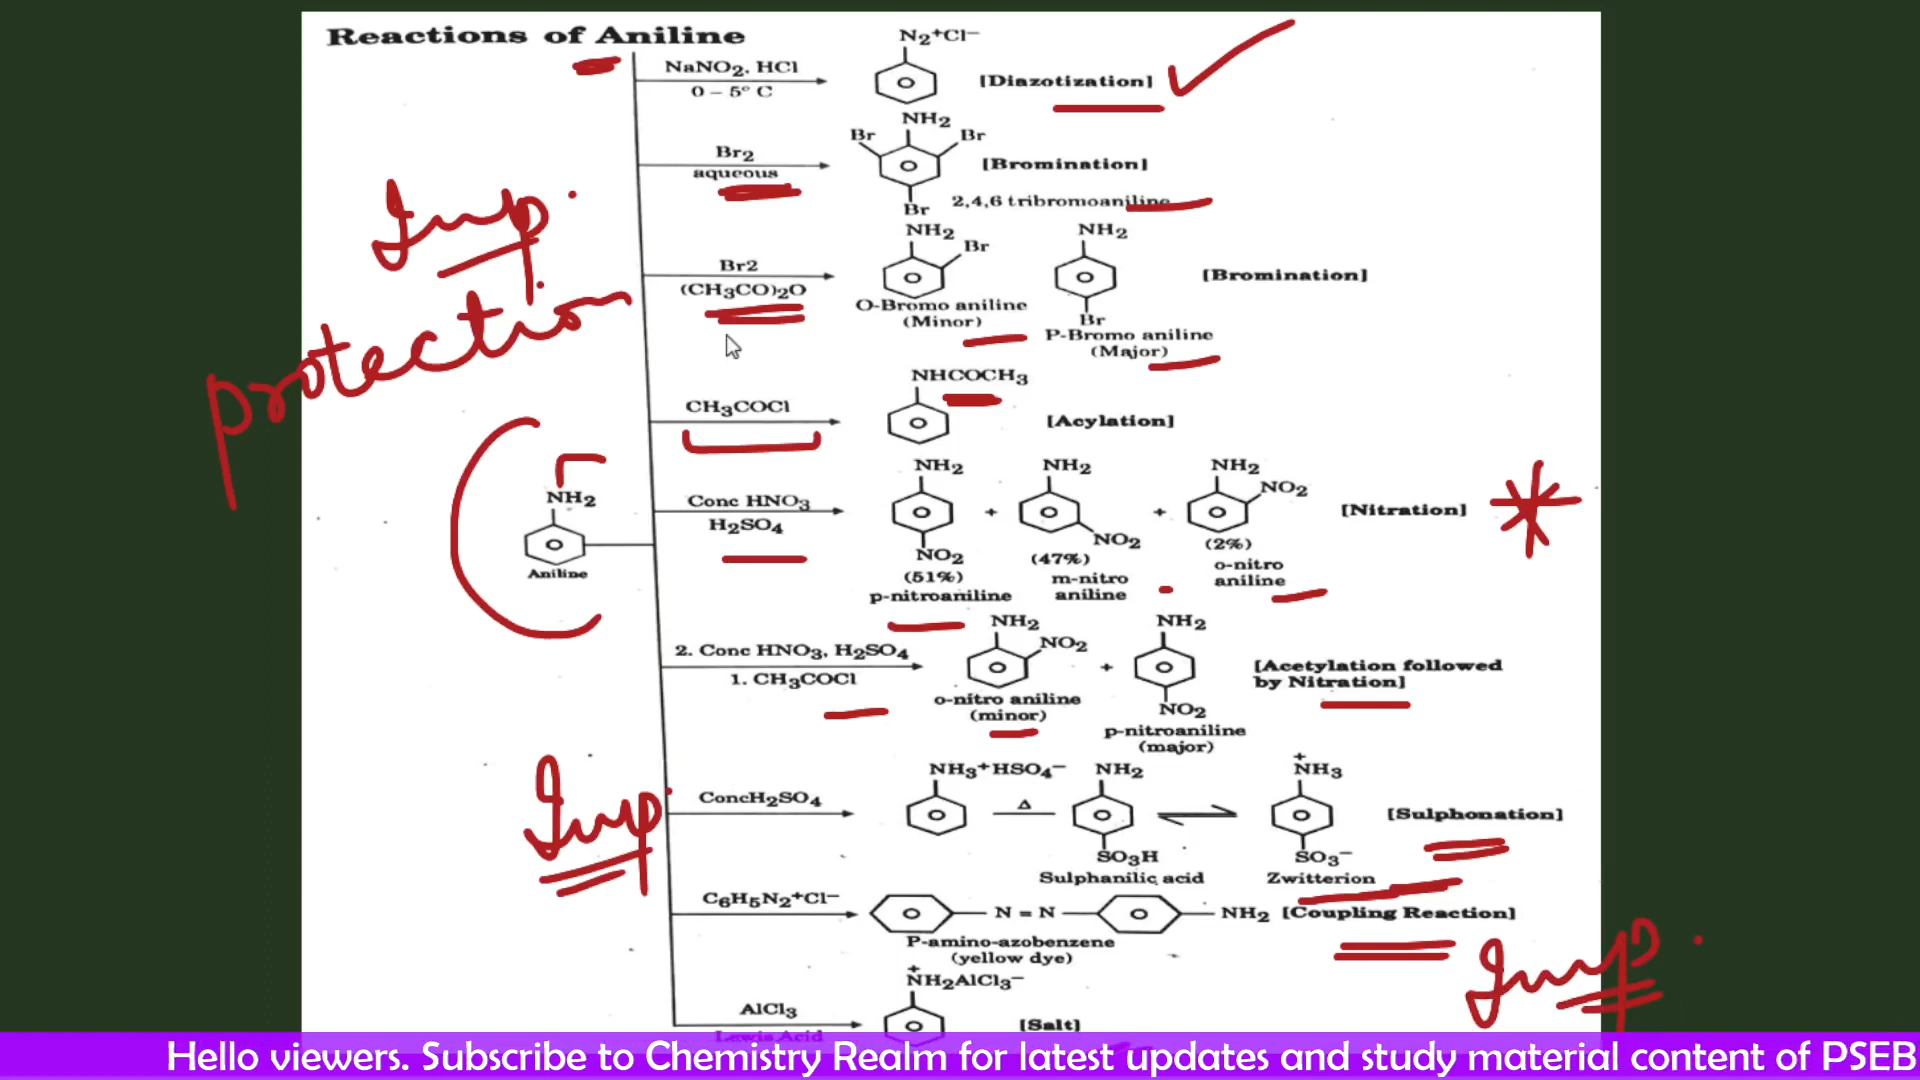 Reactions of Aniline
N2+Cl−
NaNO2. HCl
0 – 5° C
[Diazotization]
NH2
Br
Br
Br2
aqueous
[Bromination]
Br
2,4,6 tribromoaniline
Imp.
NH2
Br
NH2
Br2
(CH3CO)2O
[Bromination]
O-Bromo aniline
(Minor)
Br
P-Bromo aniline
(Major)
protection
NHCOCH3
CH3COCl
[Acylation]
NH2
NH2
NH2
NO2
NH2
Conc HNO3
H2SO4
+
+
[Nitration]
NO2
(51%)
p-nitroaniline
NO2
(47%)
m-nitro
aniline
(2%)
o-nitro
aniline
Aniline
NH2
NO2
NH2
2. Conc HNO3, H2SO4
1. CH3COCl
+
[Acetylation followed
by Nitration]
o-nitro aniline
(minor)
NO2
p-nitroaniline
(major)
Imp.
NH3+HSO4−
NH2
+
NH3
ConcH2SO4
Δ
[Sulphonation]
SO3H
SO3−
Sulphanilic acid
Zwitterion
C6H5N2+Cl−
N = N
NH2
[Coupling Reaction]
P-amino-azobenzene
(yellow dye)
Imp.
+
NH2AlCl3−
AlCl3
Lewis Acid
[Salt]
Hello viewers. Subscribe to Chemistry Realm for latest updates and study material content of PSEB